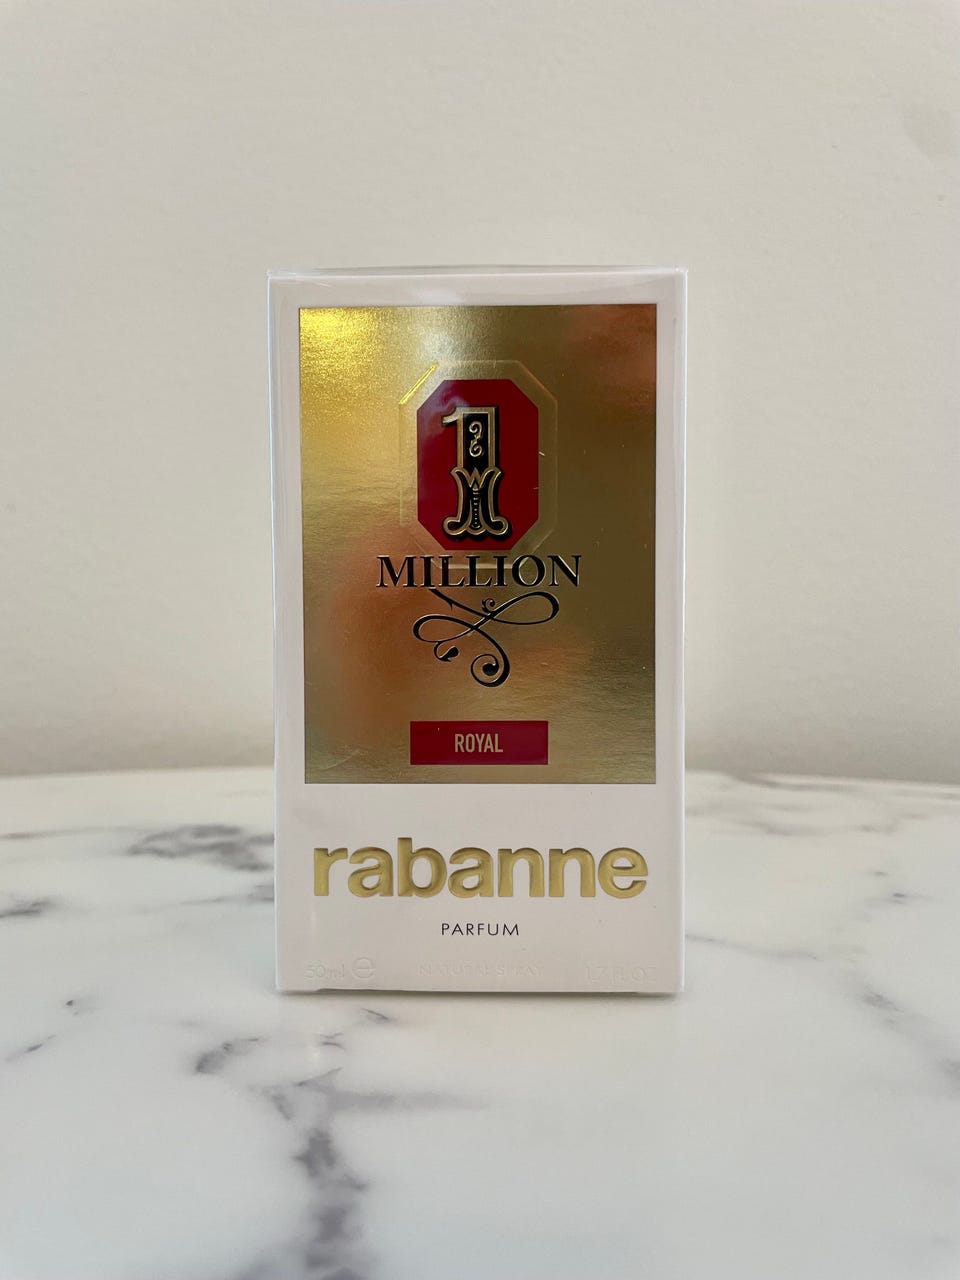 1
MILLION
ROYAL
rabanne
PARFUM
50 ml ℮ NATURAL SPRAY 1.7 FL.OZ